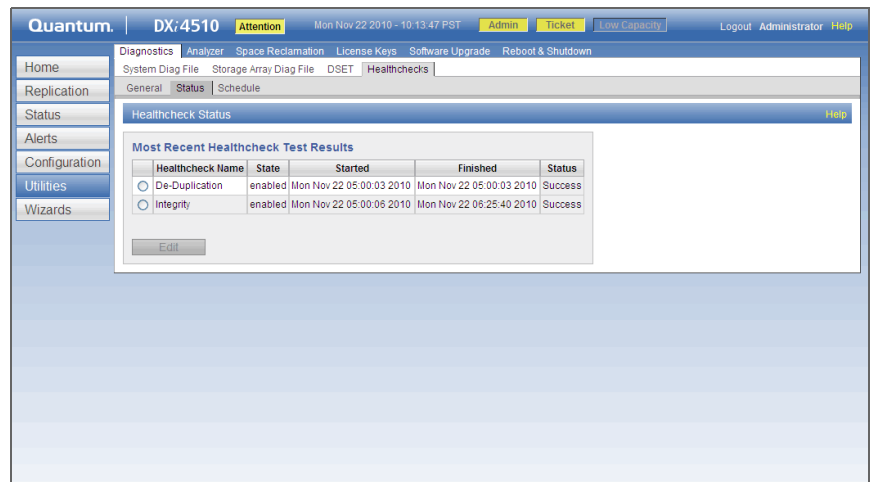 Quantum. DXi4510 Attention Mon Nov 22 2010 - 10:13:47 PST Admin Ticket Low Capacity Logout Administrator Help
Diagnostics Analyzer Space Reclamation License Keys Software Upgrade Reboot & Shutdown
System Diag File Storage Array Diag File DSET Healthchecks
General Status Schedule
Home
Replication
Status
Alerts
Configuration
Utilities
Wizards
Healthcheck Status Help
Most Recent Healthcheck Test Results
Healthcheck Name State Started Finished Status
De-Duplication enabled Mon Nov 22 05:00:03 2010 Mon Nov 22 05:00:03 2010 Success
Integrity enabled Mon Nov 22 05:00:06 2010 Mon Nov 22 06:25:40 2010 Success
Edit